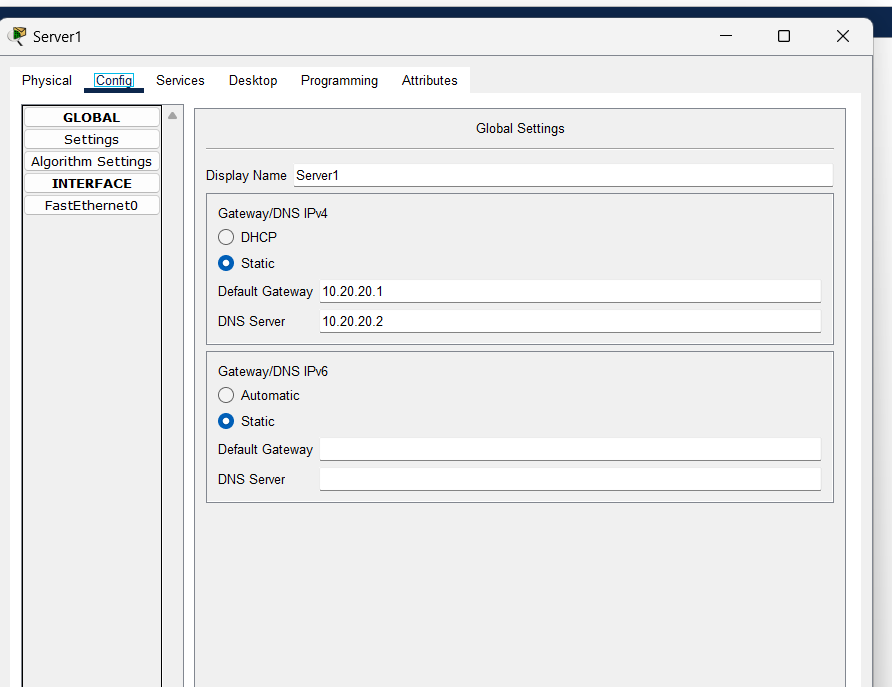 Server1
Physical Config Services Desktop Programming Attributes
GLOBAL
Settings
Algorithm Settings
INTERFACE
FastEthernet0
Global Settings
Display Name Server1
Gateway/DNS IPv4
DHCP
Static
Default Gateway 10.20.20.1
DNS Server 10.20.20.2
Gateway/DNS IPv6
Automatic
Static
Default Gateway
DNS Server